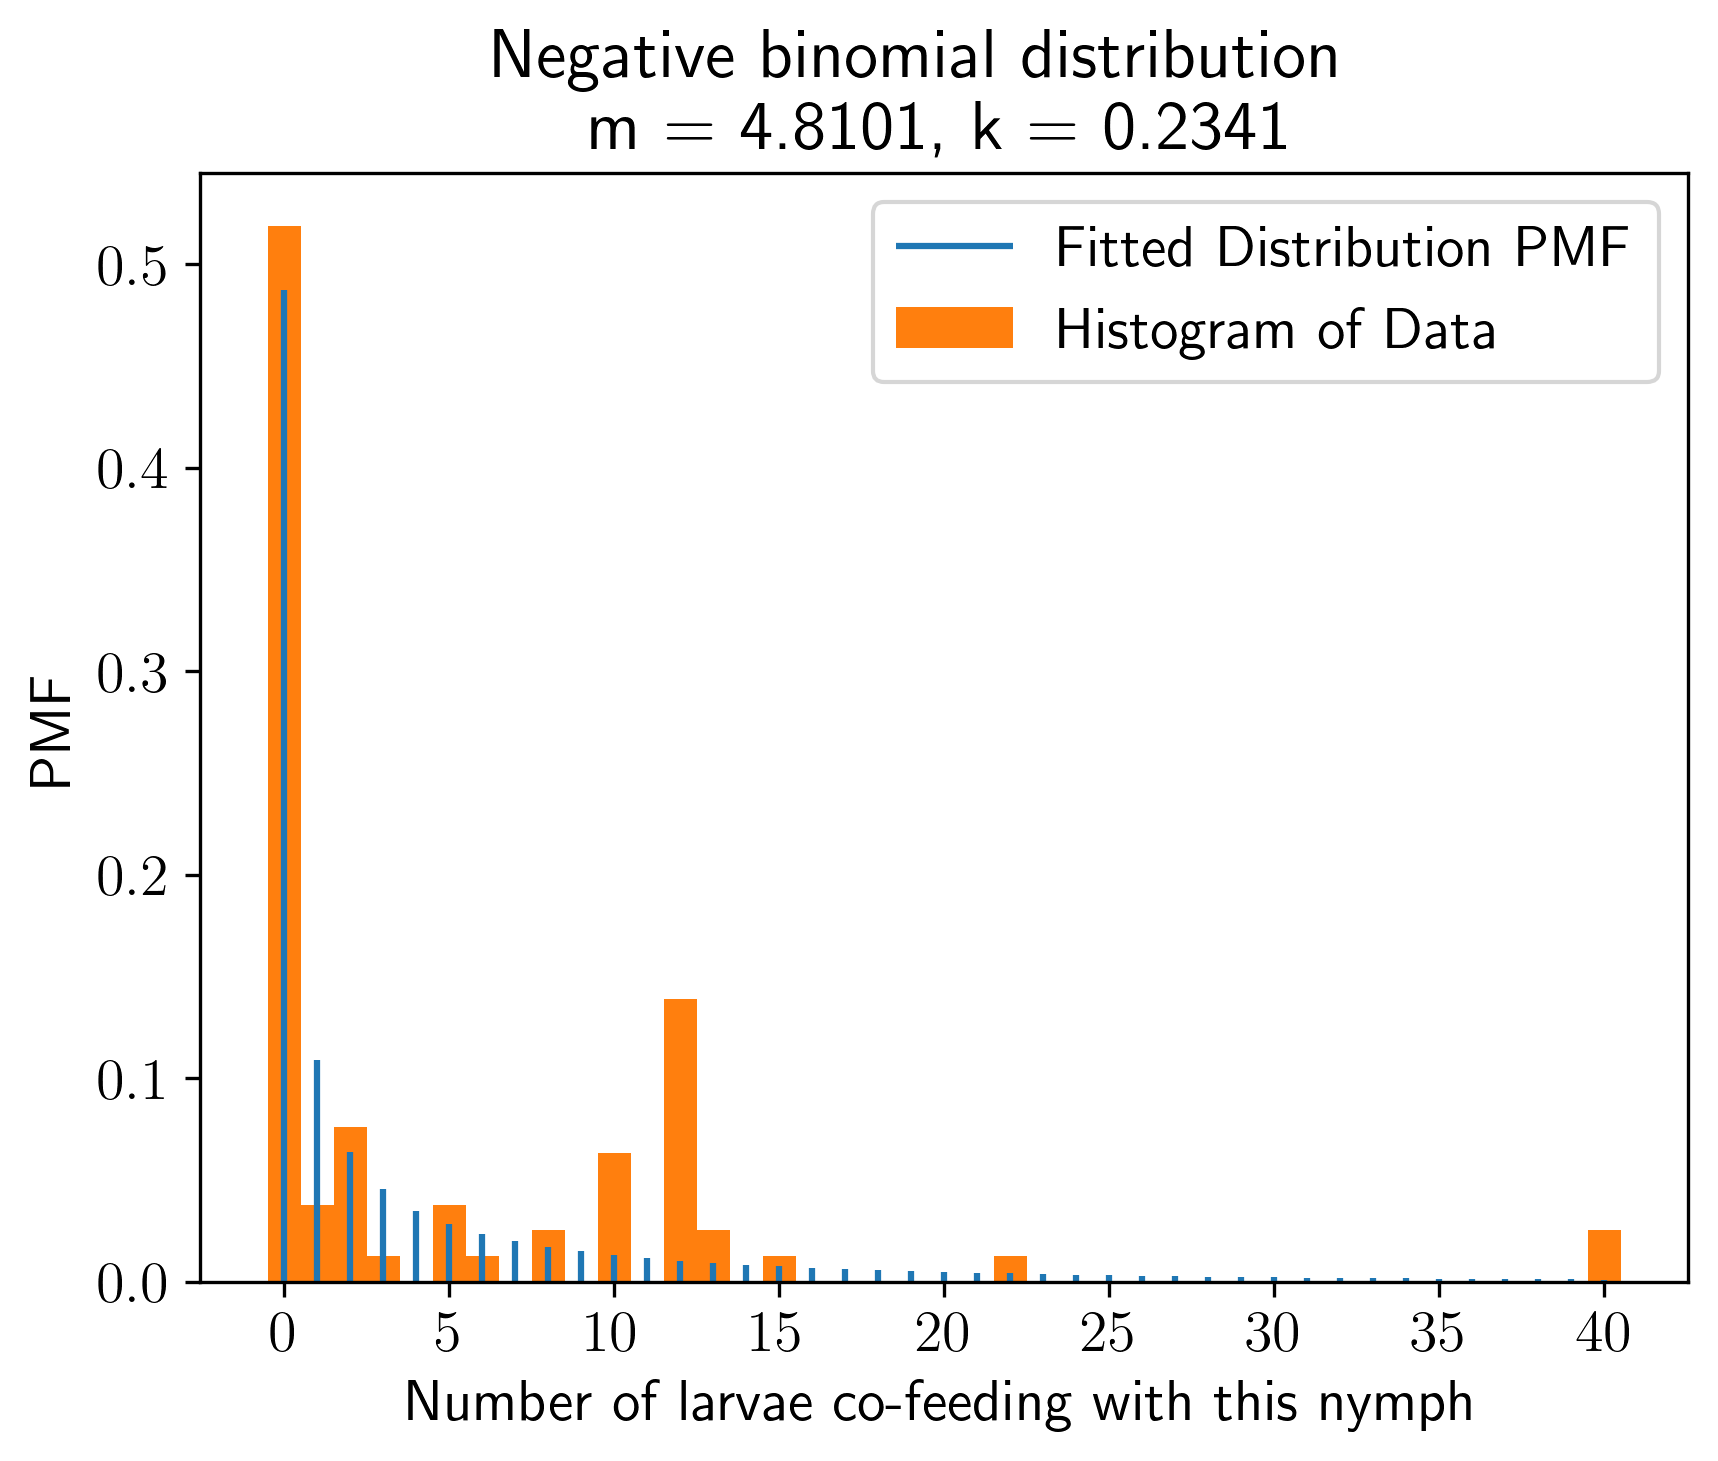 Negative binomial distribution
m = 4.8101, k = 0.2341
Fitted Distribution PMF
Histogram of Data
PMF
0.5
0.4
0.3
0.2
0.1
0.0
0 5 10 15 20 25 30 35 40
Number of larvae co-feeding with this nymph